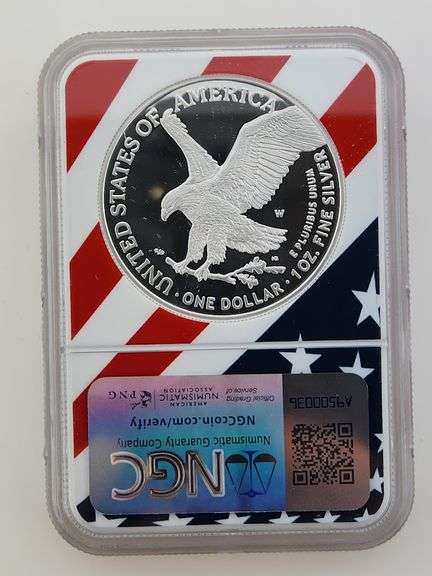 UNITED STATES OF AMERICA
W
E PLURIBUS UNUM
· 1 OZ. FINE SILVER · ONE DOLLAR ·
A9500036
NGC
Numismatic Guaranty Company
NGCcoin.com/verify
Official Grading
Service of
AMERICAN
NUMISMATIC
ASSOCIATION
PNG